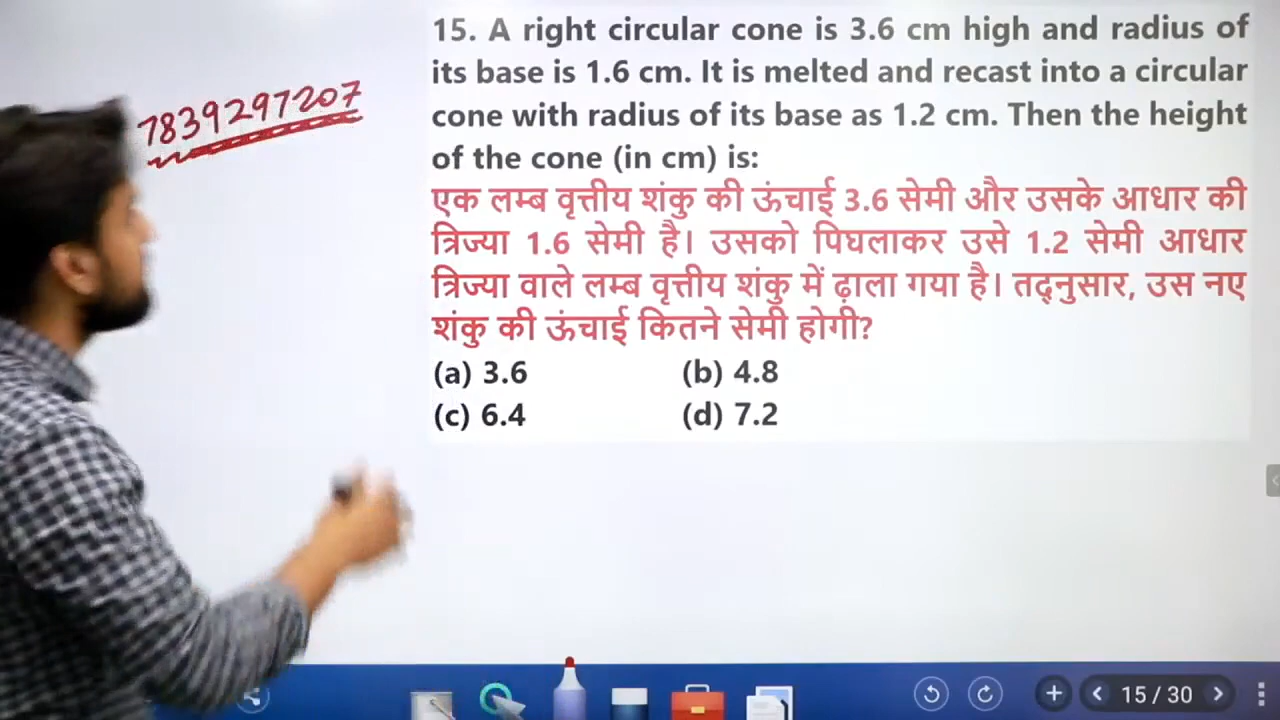 7839297207
15. A right circular cone is 3.6 cm high and radius of
its base is 1.6 cm. It is melted and recast into a circular
cone with radius of its base as 1.2 cm. Then the height
of the cone (in cm) is:
एक लम्ब वृत्तीय शंकु की ऊंचाई 3.6 सेमी और उसके आधार की
त्रिज्या 1.6 सेमी है। उसको पिघलाकर उसे 1.2 सेमी आधार
त्रिज्या वाले लम्ब वृत्तीय शंकु में ढ़ाला गया है। तद्नुसार, उस नए
शंकु की ऊंचाई कितने सेमी होगी?
(a) 3.6 (b) 4.8
(c) 6.4 (d) 7.2
15 / 30